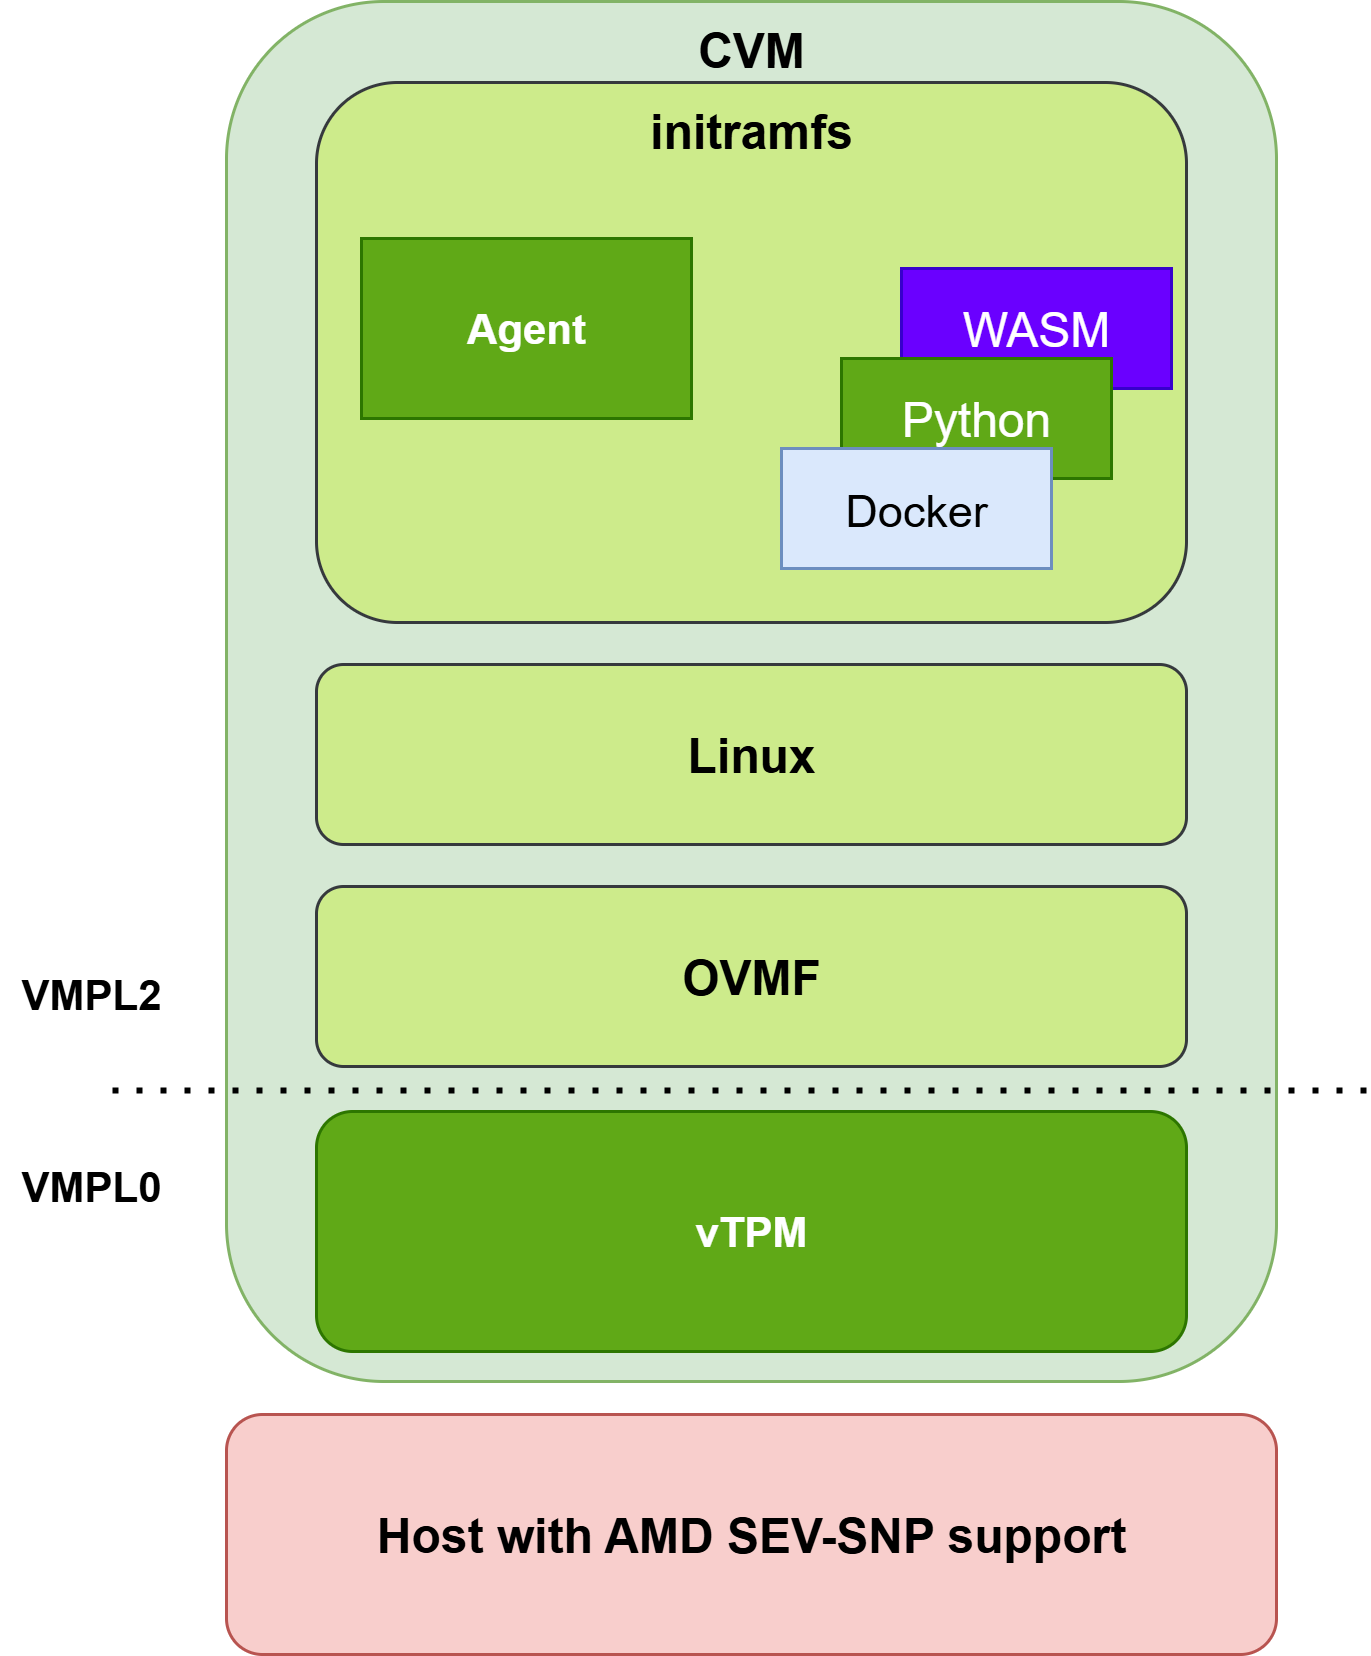 CVM
initramfs
Agent
WASM
Python
Docker
Linux
OVMF
VMPL2
VMPL0
vTPM
Host with AMD SEV-SNP support